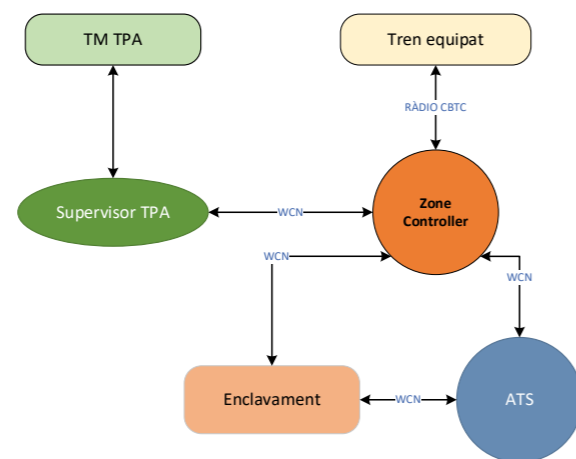 TM TPA
Tren equipat
RÀDIO CBTC
Supervisor TPA
WCN
Zone
Controller
WCN
WCN
Enclavament
WCN
ATS